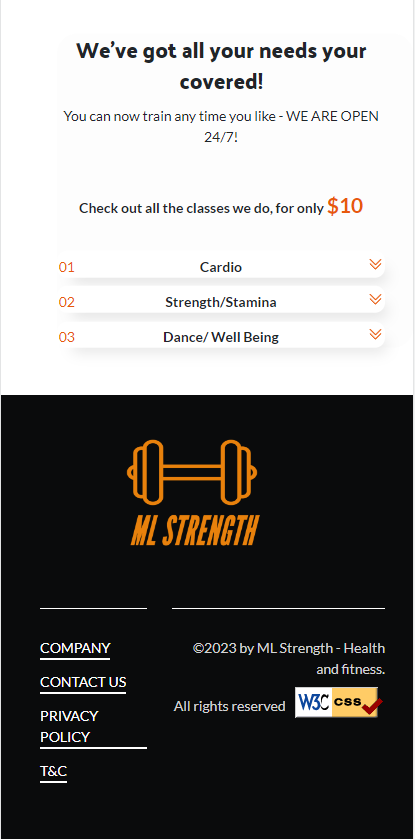 We've got all your needs your
covered!
You can now train any time you like - WE ARE OPEN
24/7!
Check out all the classes we do, for only $10
01 Cardio
02 Strength/Stamina
03 Dance/ Well Being
ML STRENGTH
COMPANY
CONTACT US
PRIVACY
POLICY
T&C
©2023 by ML Strength - Health
and fitness.
All rights reserved W3C css